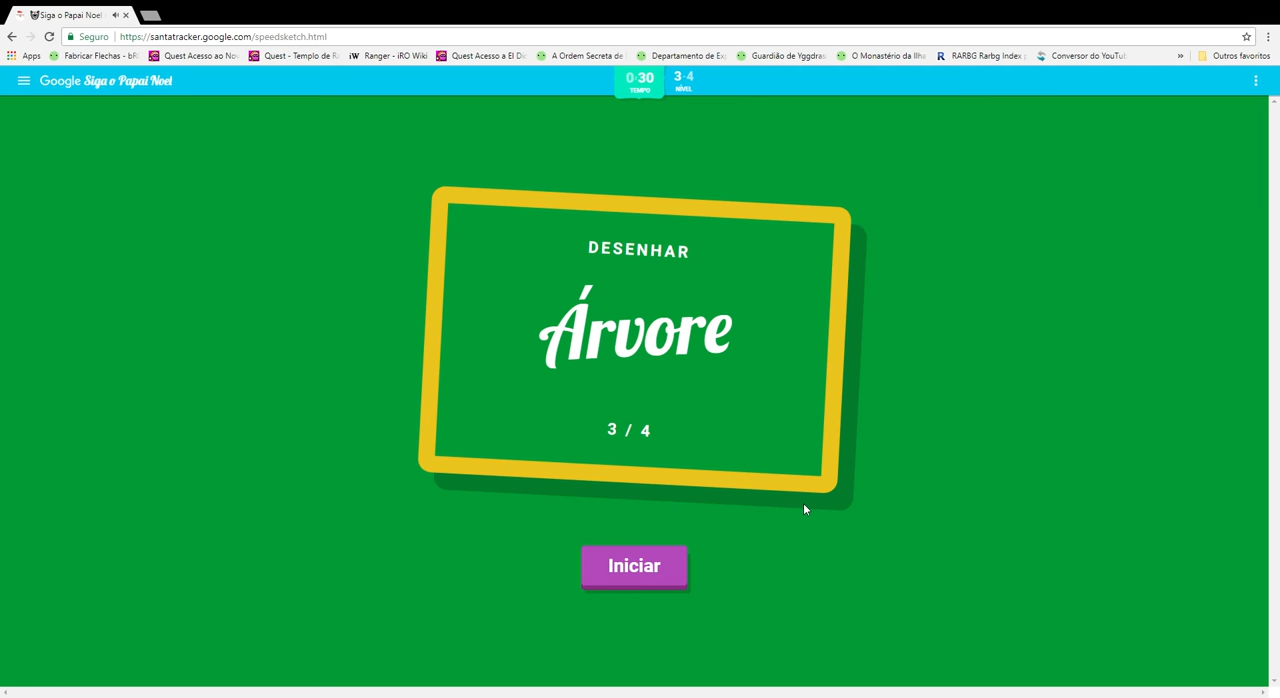 Siga o Papai Noel
Seguro | https://santatracker.google.com/speedsketch.html
Apps Fabricar Flechas - bR Quest Acesso ao No Quest - Templo de R Ranger - iRO Wiki Quest Acesso a El Di A Ordem Secreta de Departamento de Ex Guardião de Yggdras O Monastério da Ilha RARBG Rarbg Index Conversor do YouTu » Outros favoritos
Google Siga o Papai Noel
0:30 3·4
TEMPO NÍVEL
DESENHAR
Árvore
3 / 4
Iniciar